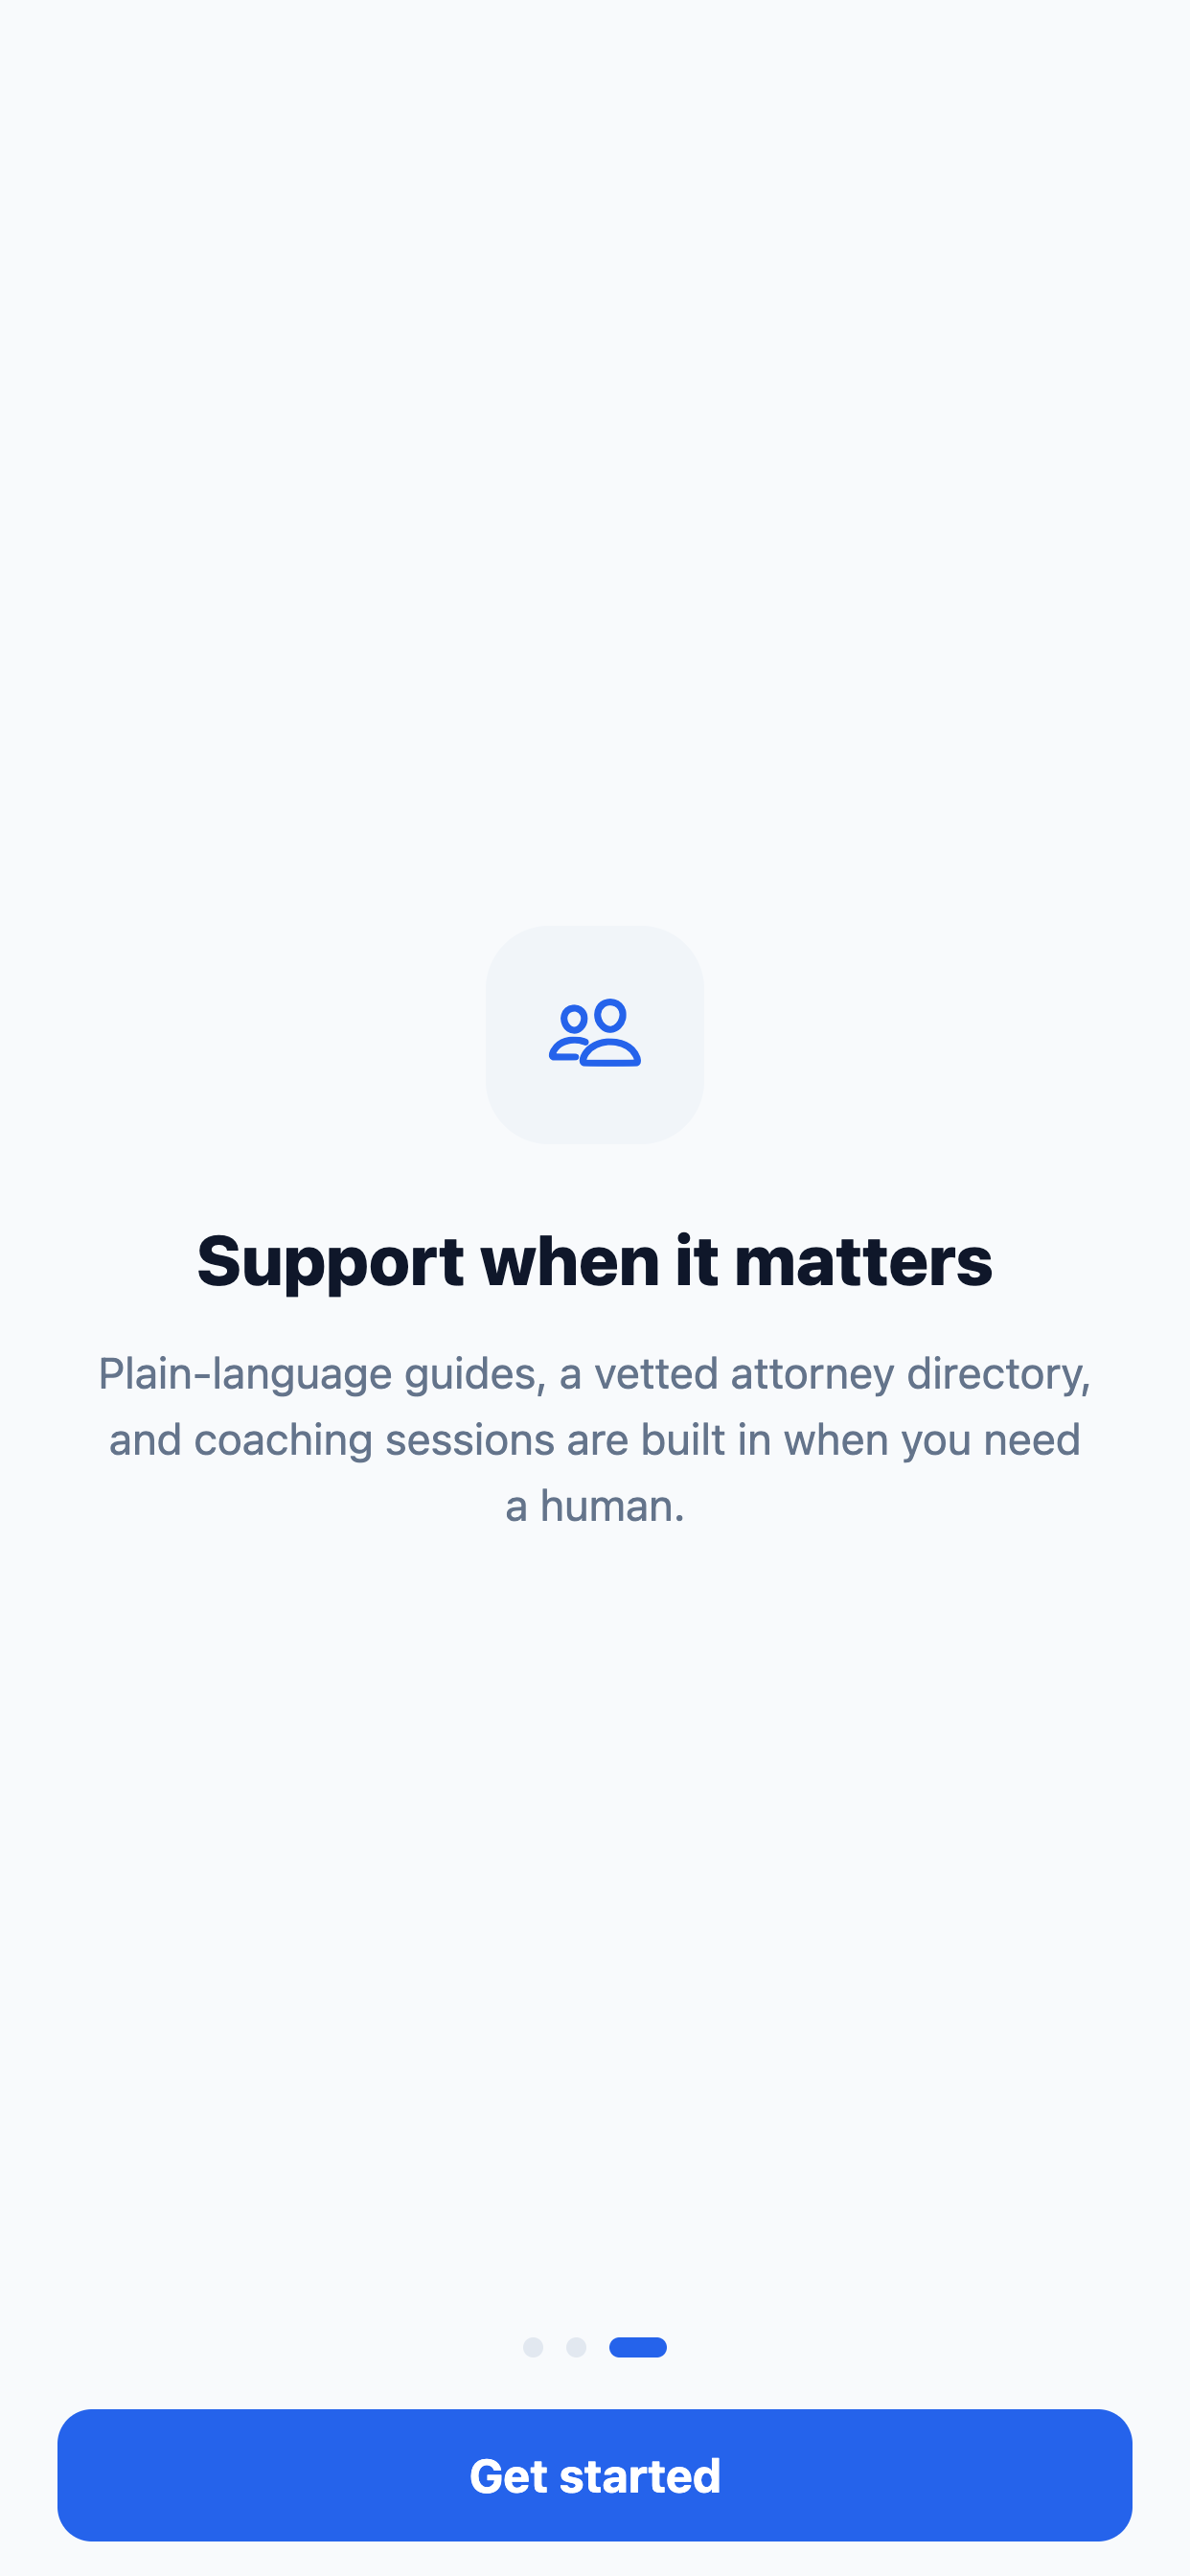 Support when it matters
Plain-language guides, a vetted attorney directory,
and coaching sessions are built in when you need
a human.
Get started